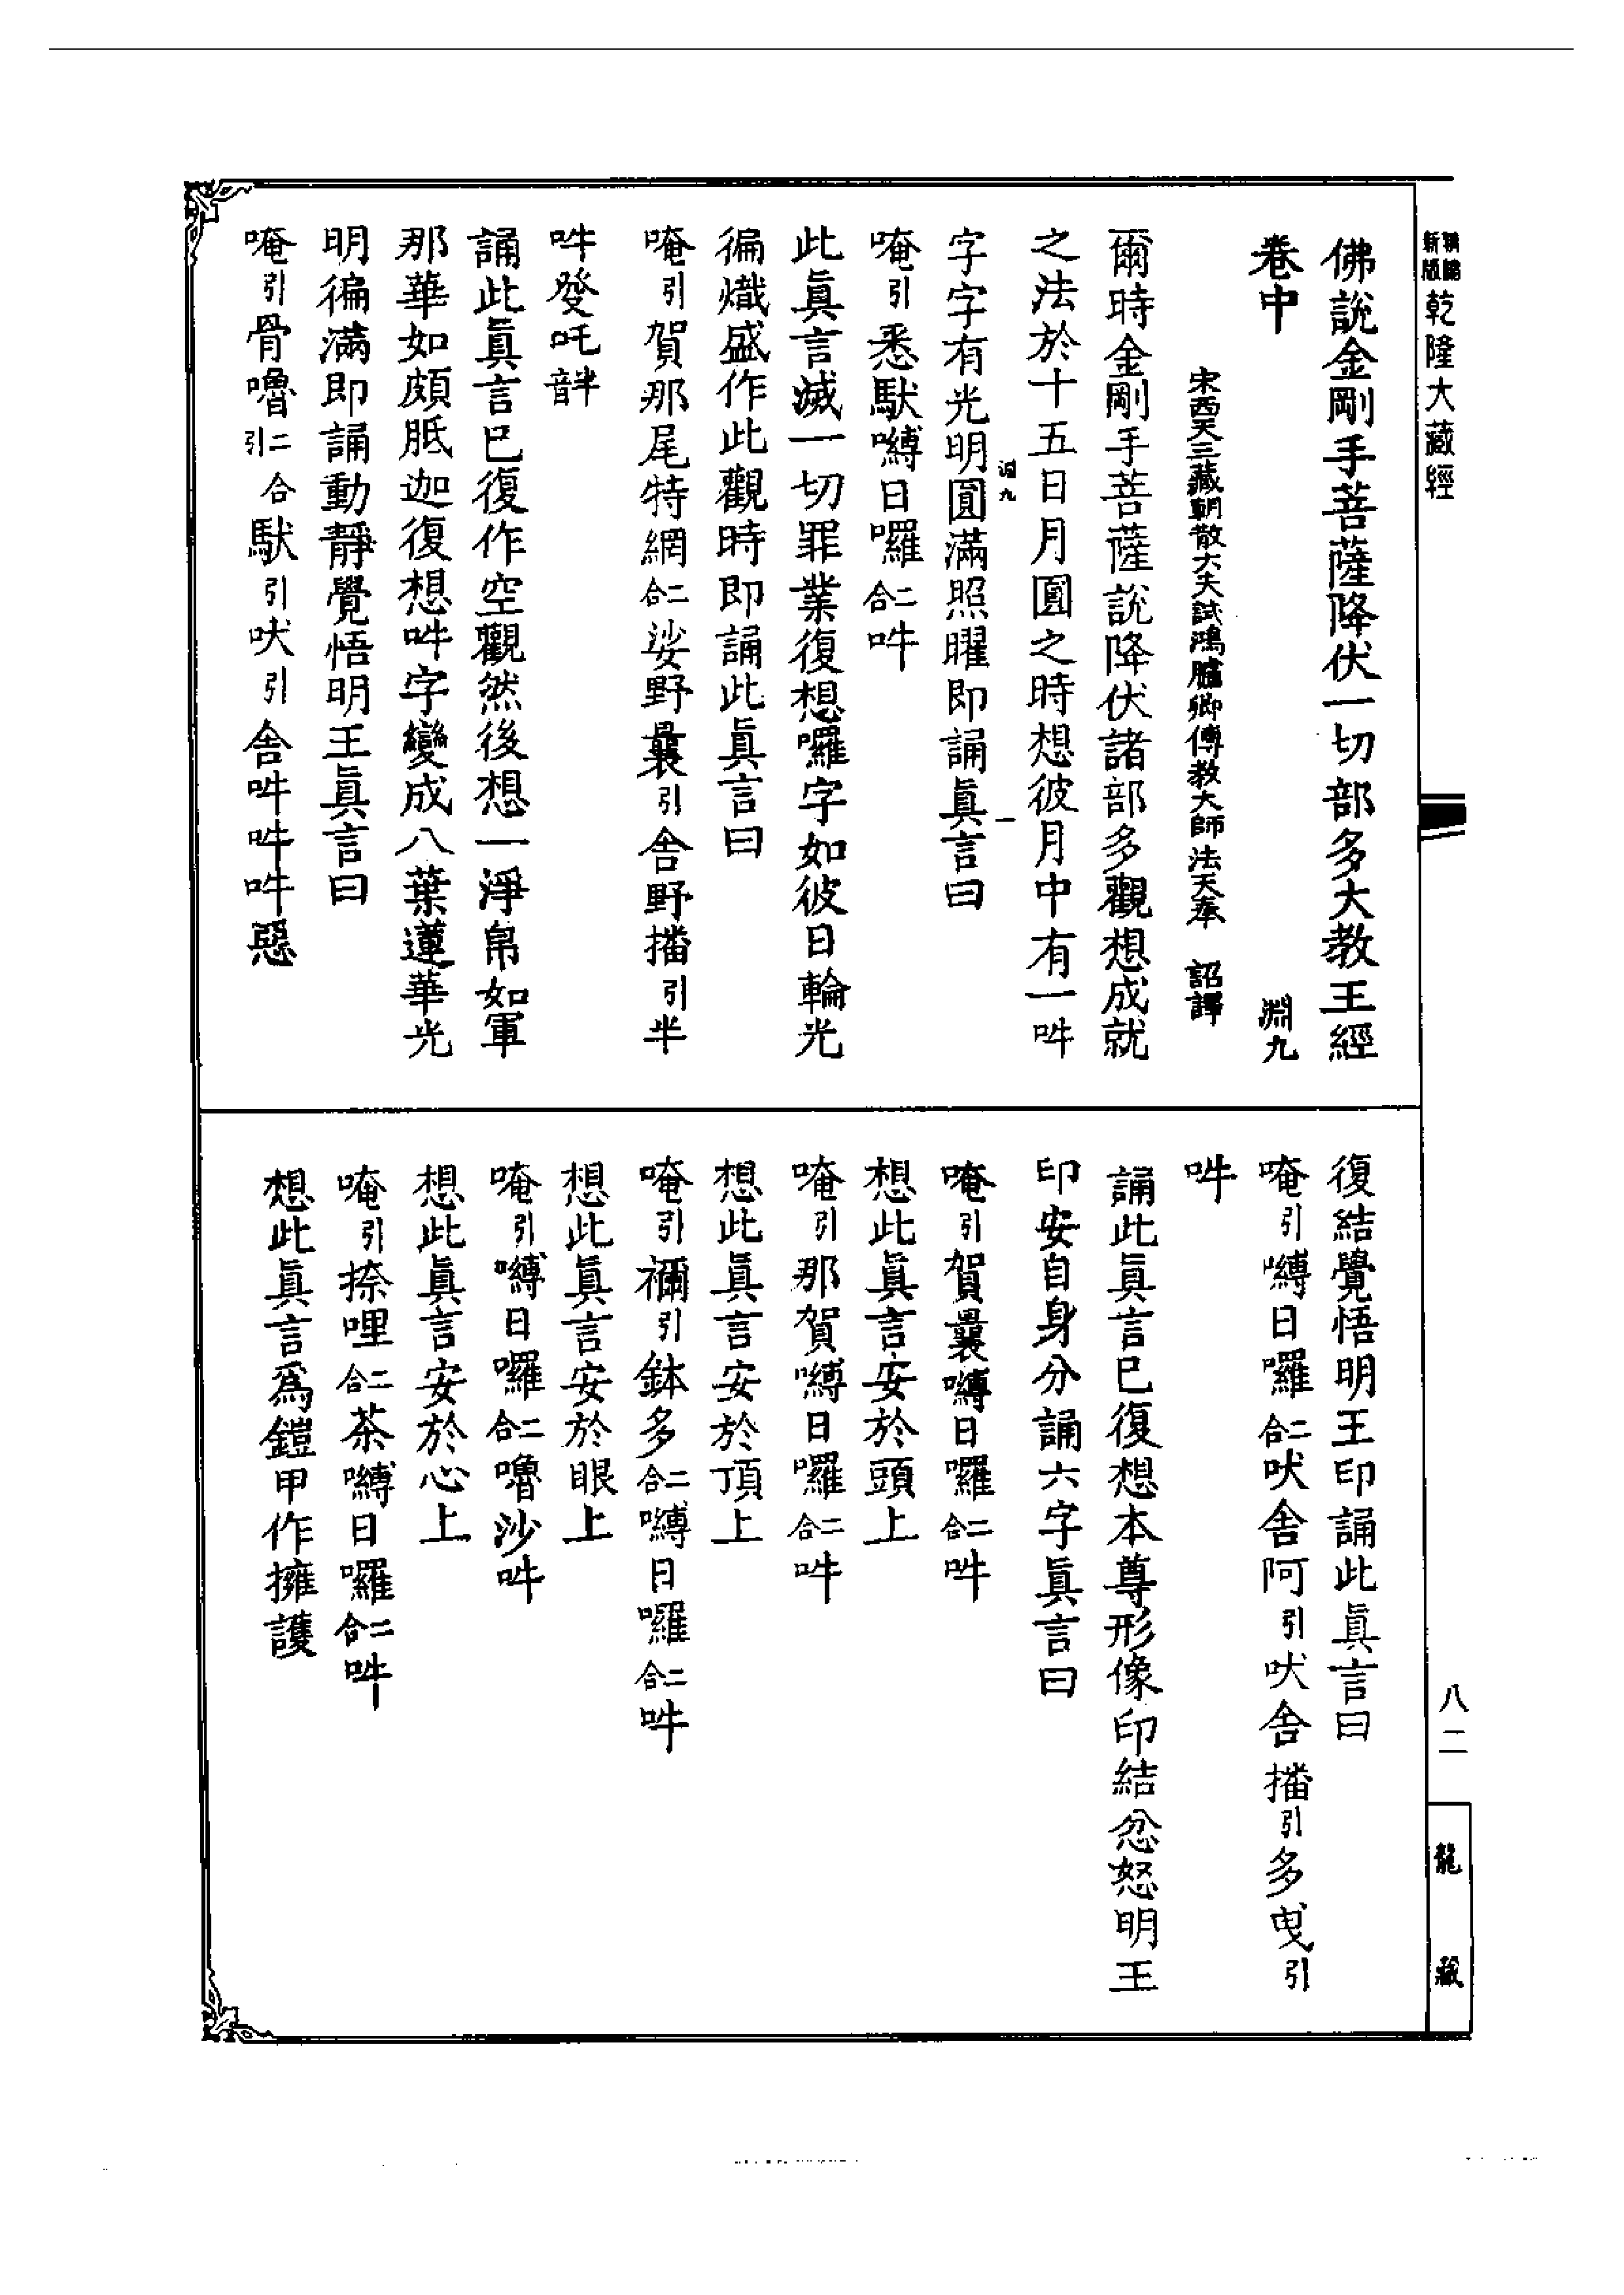 佛說金剛手菩薩降伏一切部多大教王經
卷中 淵九
宋西天三藏朝散大夫試鴻臚卿傳教大師法天奉 詔譯
爾時金剛手菩薩說降伏諸部多觀想成就
之法於十五日月圓之時想彼月中有一吽
淵九 一
字字有光明圓滿照曜即誦眞言曰
唵引悉馱嚩日囉二合吽
此眞言滅一切罪業復想囉字如彼日輪光
徧熾盛作此觀時即誦此眞言曰
唵引賀那尾特網二合娑野曩引舍野播引半
吽癹吒半音
誦此眞言已復作空觀然後想一淨帛如軍
那華如頗胝迦復想吽字變成八葉蓮華光
明徧滿即誦動靜覺悟明王眞言曰
唵引骨嚕二合引馱引吠引舍吽吽吽惡
復結覺悟明王印誦此眞言曰
唵引嚩日囉二合吠舍阿引吠舍播引多曳引
吽
誦此眞言已復想本尊形像印結忿怒明王
印安自身分誦六字眞言曰
唵引賀曩嚩日囉二合吽
想此眞言安於頭上
唵引那賀嚩日囉二合吽
想此眞言安於頂上
唵引禰引鉢多二合嚩日囉二合吽
想此眞言安於眼上
唵引嚩日囉二合嚕沙吽
想此眞言安於心上
唵引捺哩二合茶嚩日囉二合吽
想此眞言爲鎧甲作擁護
新版 乾隆大藏經
八二
龍藏